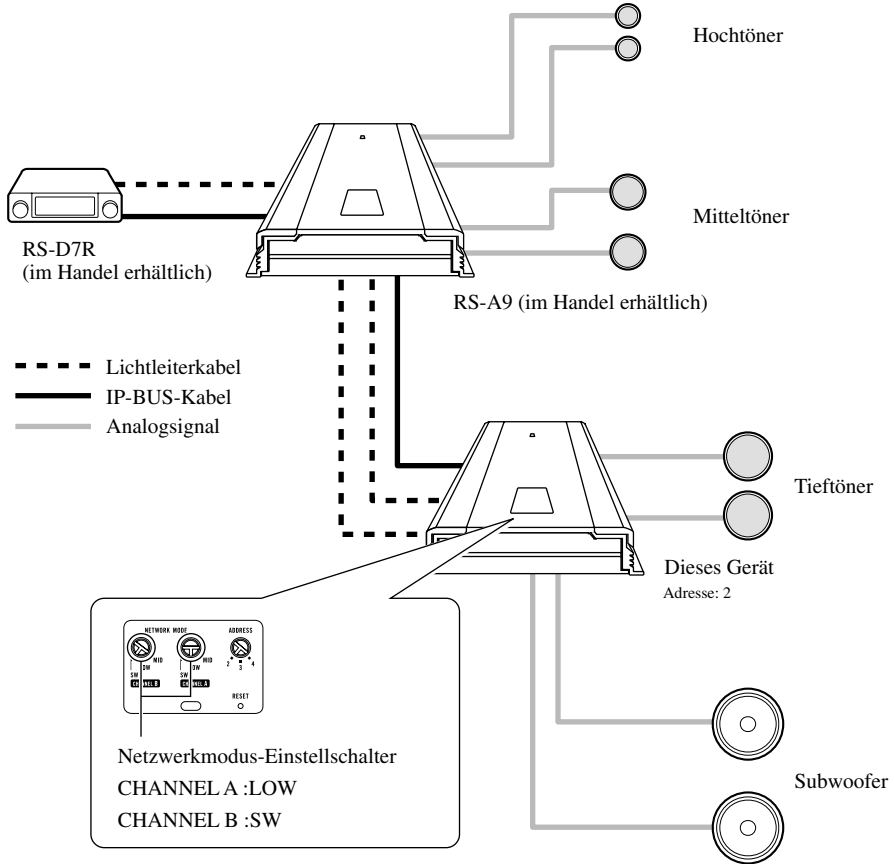 Hochtöner
Mitteltöner
RS-D7R
(im Handel erhältlich)
RS-A9 (im Handel erhältlich)
Lichtleiterkabel
IP-BUS-Kabel
Analogsignal
Tieftöner
Dieses Gerät
Adresse: 2
NETWORK MODE
ADDRESS
MID
MID
2 3 4
SW
SW
CHANNEL A
RESET
Netzwerkmodus-Einstellschalter
CHANNEL A :LOW
CHANNEL B :SW
Subwoofer